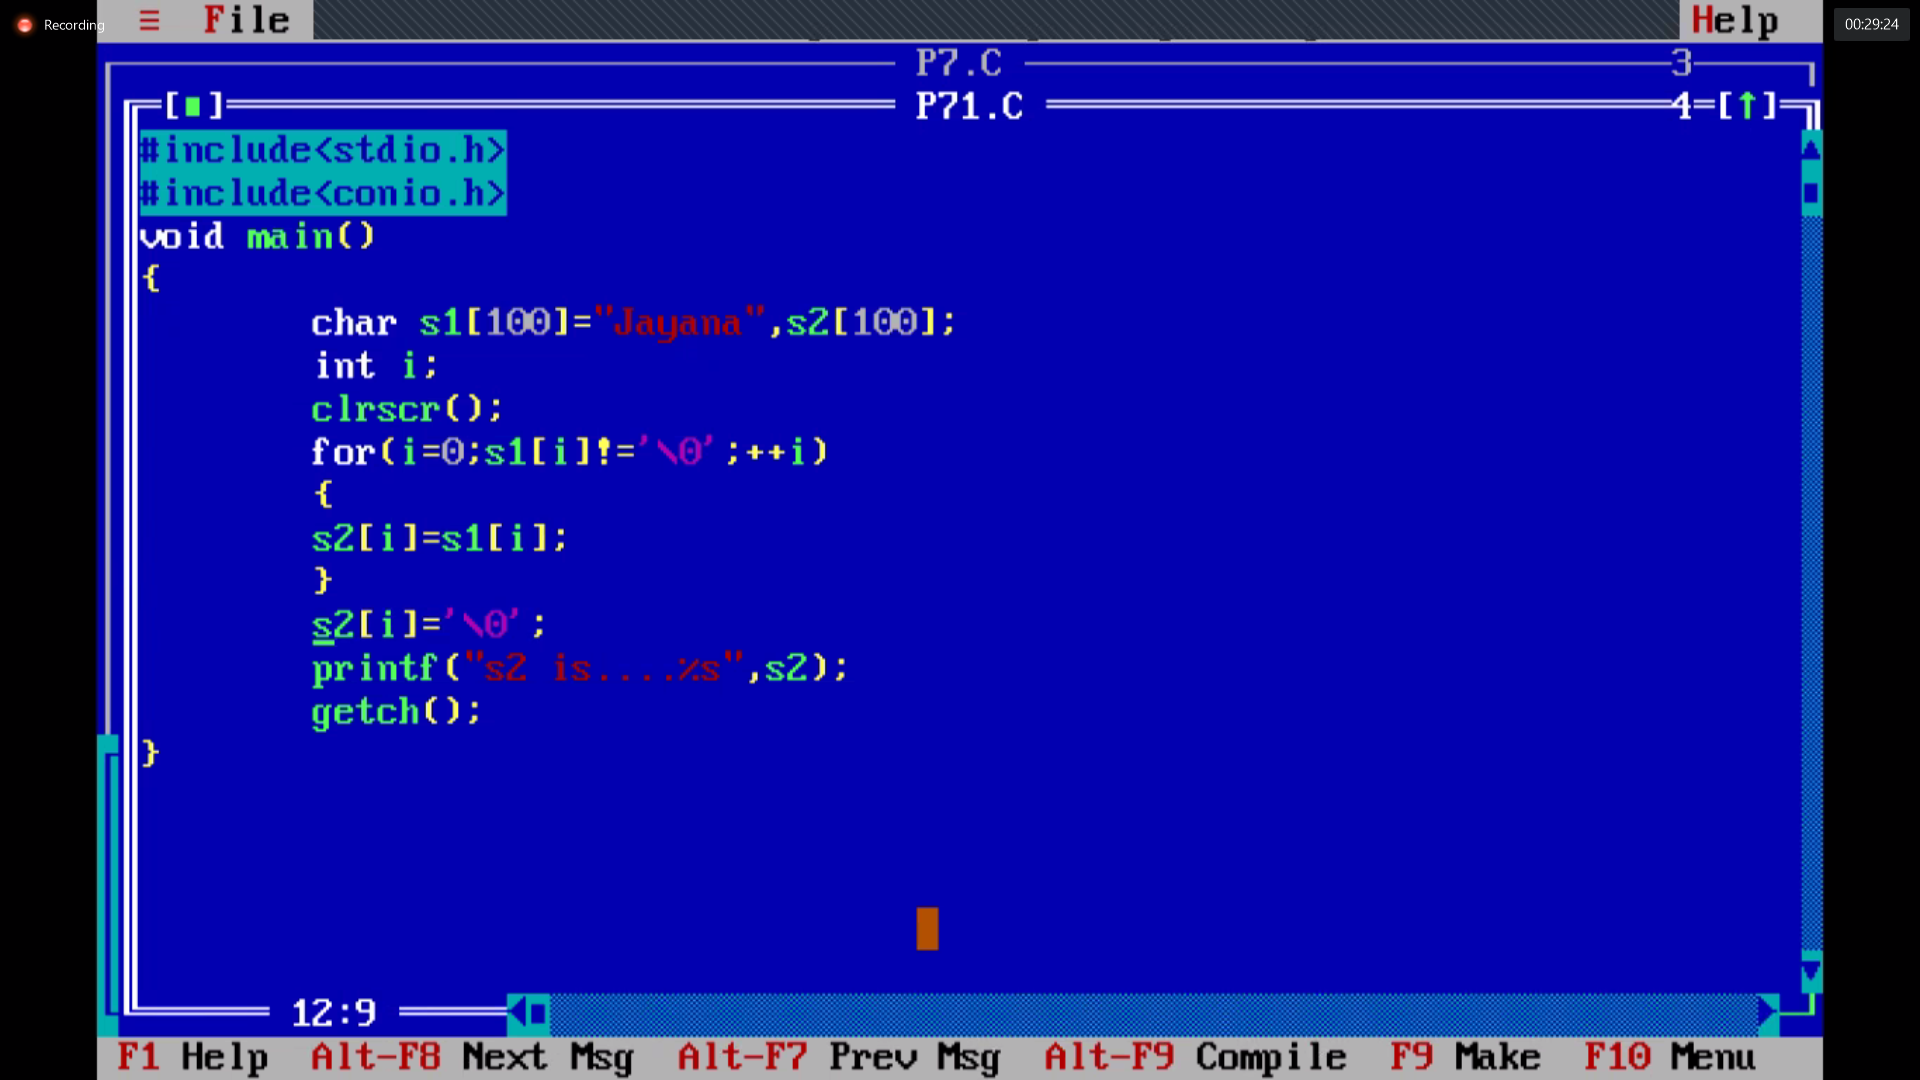 Recording
≡ File Help
00:29:24
P7.C 3
[■] P71.C 4=[↑]
#include<stdio.h>
#include<conio.h>
void main()
{
char s1[100]="Jayana",s2[100];
int i;
clrscr();
for(i=0;s1[i]!='\0';++i)
{
s2[i]=s1[i];
}
s2[i]='\0';
printf("s2 is....%s",s2);
getch();
}
12:9
F1 Help Alt-F8 Next Msg Alt-F7 Prev Msg Alt-F9 Compile F9 Make F10 Menu